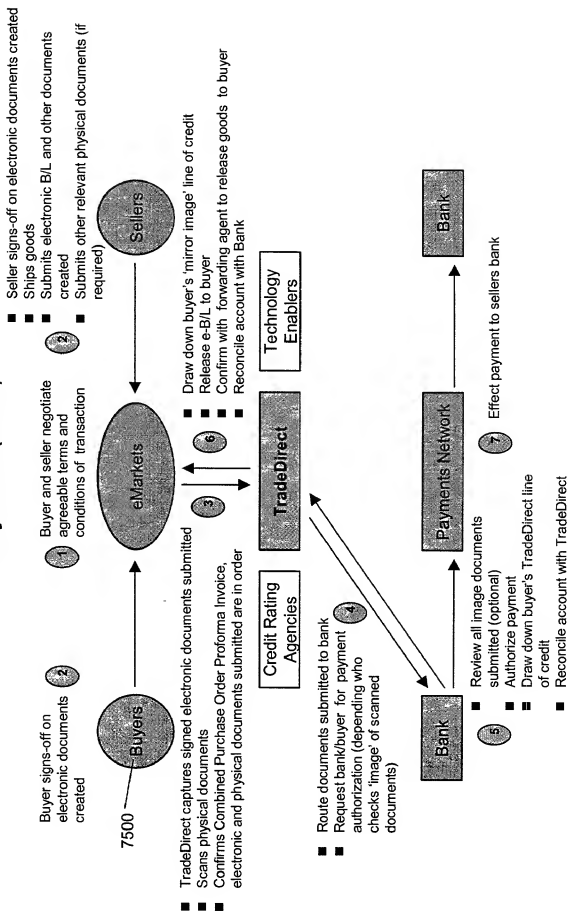 Buyer signs-off on
electronic documents
created
2
1
Buyer and seller negotiate
agreeable terms and
conditions of transaction
2
■ Seller signs-off on electronic documents created
■ Ships goods
■ Submits electronic B/L and other documents
created
■ Submits other relevant physical documents (if
required)
7500
Buyers
eMarkets
Sellers
■ TradeDirect captures signed electronic documents submitted
■ Scans physical documents
■ Confirms Combined Purchase Order Proforma Invoice,
electronic and physical documents submitted are in order
3
6
■ Draw down buyer's 'mirror image' line of credit
■ Release e-B/L to buyer
■ Confirm with forwarding agent to release goods to buyer
■ Reconcile account with Bank
Credit Rating
Agencies
TradeDirect
Technology
Enablers
■ Route documents submitted to bank
■ Request bank/buyer for payment
authorization (depending who
checks 'image' of scanned
documents)
4
Bank
Payments Network
Bank
5
■ Review all image documents
submitted (optional)
■ Authorize payment
■ Draw down buyer's TradeDirect line
of credit
■ Reconcile account with TradeDirect
7
Effect payment to sellers bank